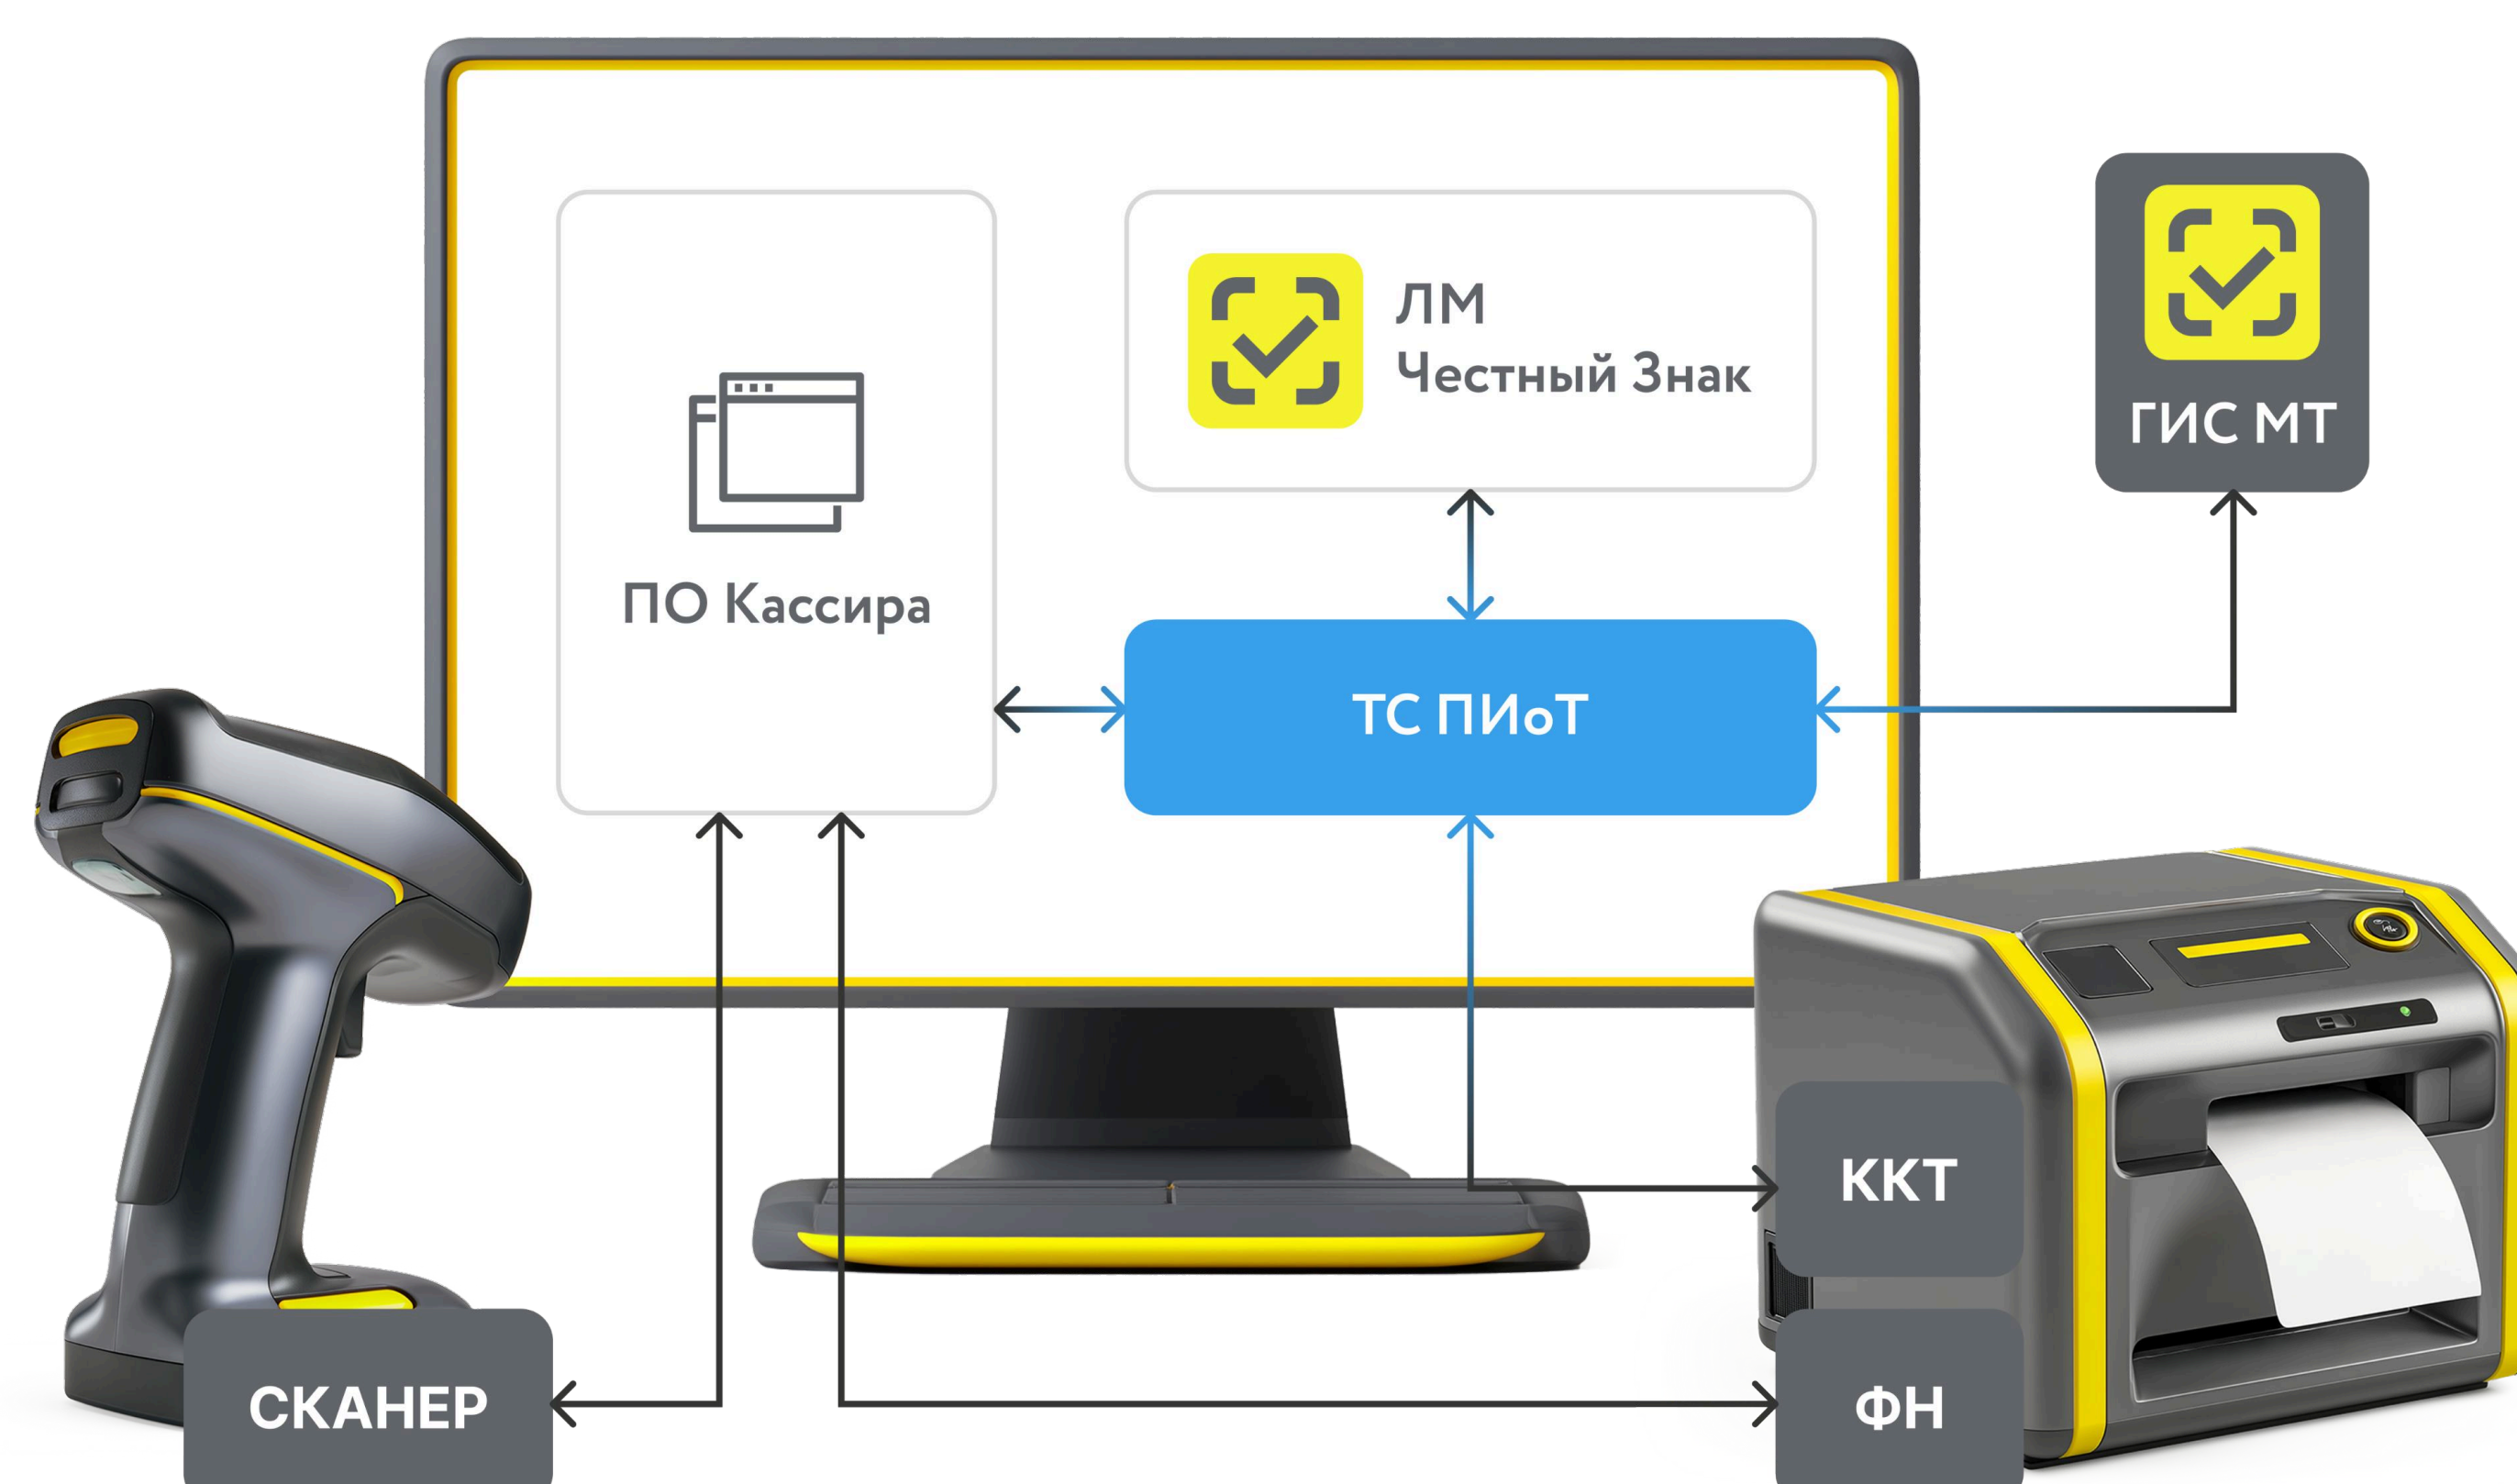 ЛМ
Честный Знак
ГИС МТ
ПО Кассира
ТС ПИоТ
ККТ
СКАНЕР
ФН